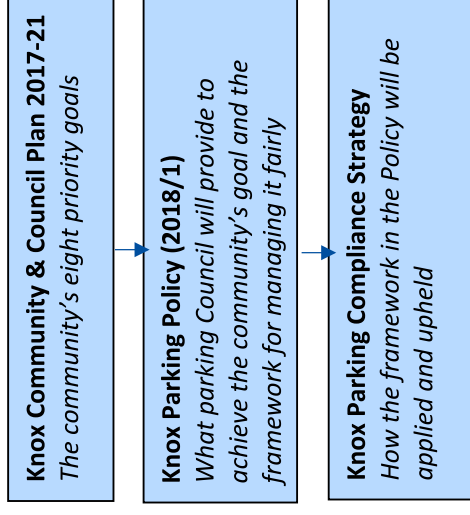 Knox Community & Council Plan 2017-21
The community's eight priority goals
Knox Parking Policy (2018/1)
What parking Council will provide to
achieve the community's goal and the
framework for managing it fairly
Knox Parking Compliance Strategy
How the framework in the Policy will be
applied and upheld